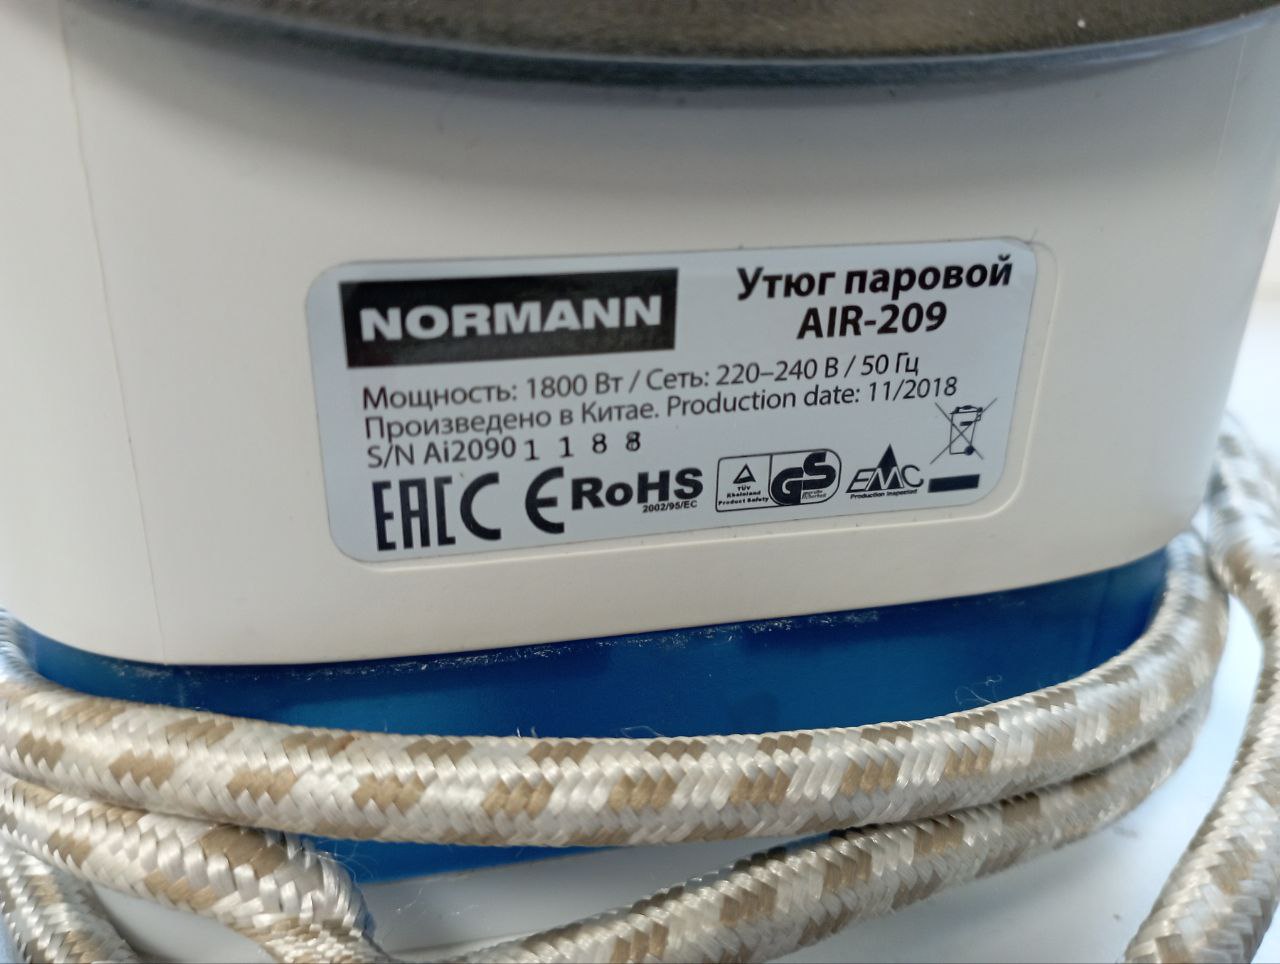 NORMANN
Утюг паровой
AIR-209
Мощность: 1800 Вт / Сеть: 220–240 В / 50 Гц
Произведено в Китае. Production date: 11/2018
S/N Ai2090 1 1 8 8
EAC CE RoHS
2002/95/EC
TÜV
Rheinland
Product Safety
GS
EMC
Production Inspected